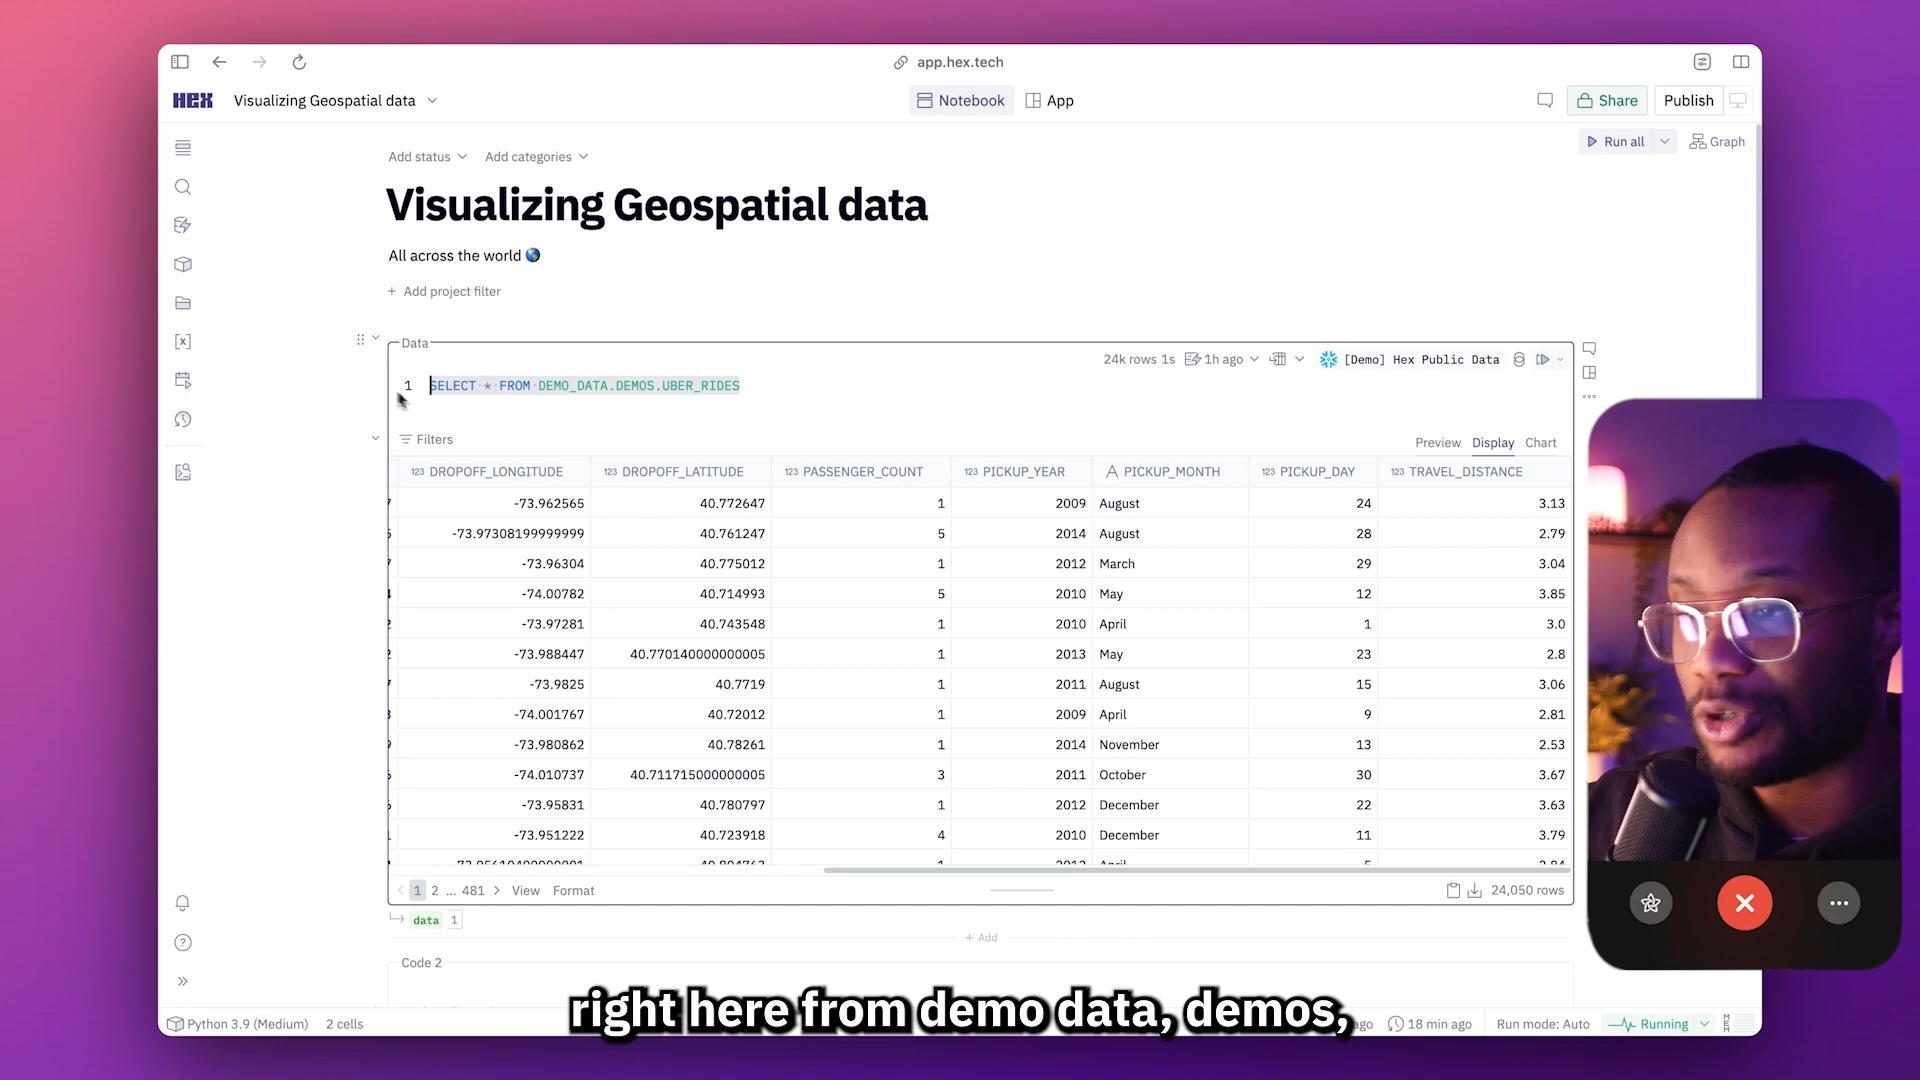 app.hex.tech
HEX
Visualizing Geospatial data
Notebook
App
Share
Publish
Run all
Graph
Add status
Add categories
Visualizing Geospatial data
All across the world
+ Add project filter
Data
24k rows 1s
1h ago
[Demo] Hex Public Data
1
SELECT * FROM DEMO_DATA.DEMOS.UBER_RIDES
Filters
Preview Display Chart
123 DROPOFF_LONGITUDE 123 DROPOFF_LATITUDE 123 PASSENGER_COUNT 123 PICKUP_YEAR A PICKUP_MONTH 123 PICKUP_DAY 123 TRAVEL_DISTANCE
-73.962565 40.772647 1 2009 August 24 3.13
-73.97308199999999 40.761247 5 2014 August 28 2.79
-73.96304 40.775012 1 2012 March 29 3.04
-74.00782 40.714993 5 2010 May 12 3.85
-73.97281 40.743548 1 2010 April 1 3.0
-73.988447 40.770140000000005 1 2013 May 23 2.8
-73.9825 40.7719 1 2011 August 15 3.06
-74.001767 40.72012 1 2009 April 9 2.81
-73.980862 40.78261 1 2014 November 13 2.53
-74.010737 40.711715000000005 3 2011 October 30 3.67
-73.95831 40.780797 1 2012 December 22 3.63
-73.951222 40.723918 4 2010 December 11 3.79
1 2 ... 481 View Format
24,050 rows
data 1
+ Add
Code 2
right here from demo data, demos,
Python 3.9 (Medium) 2 cells
ago 18 min ago Run mode: Auto Running
MEM